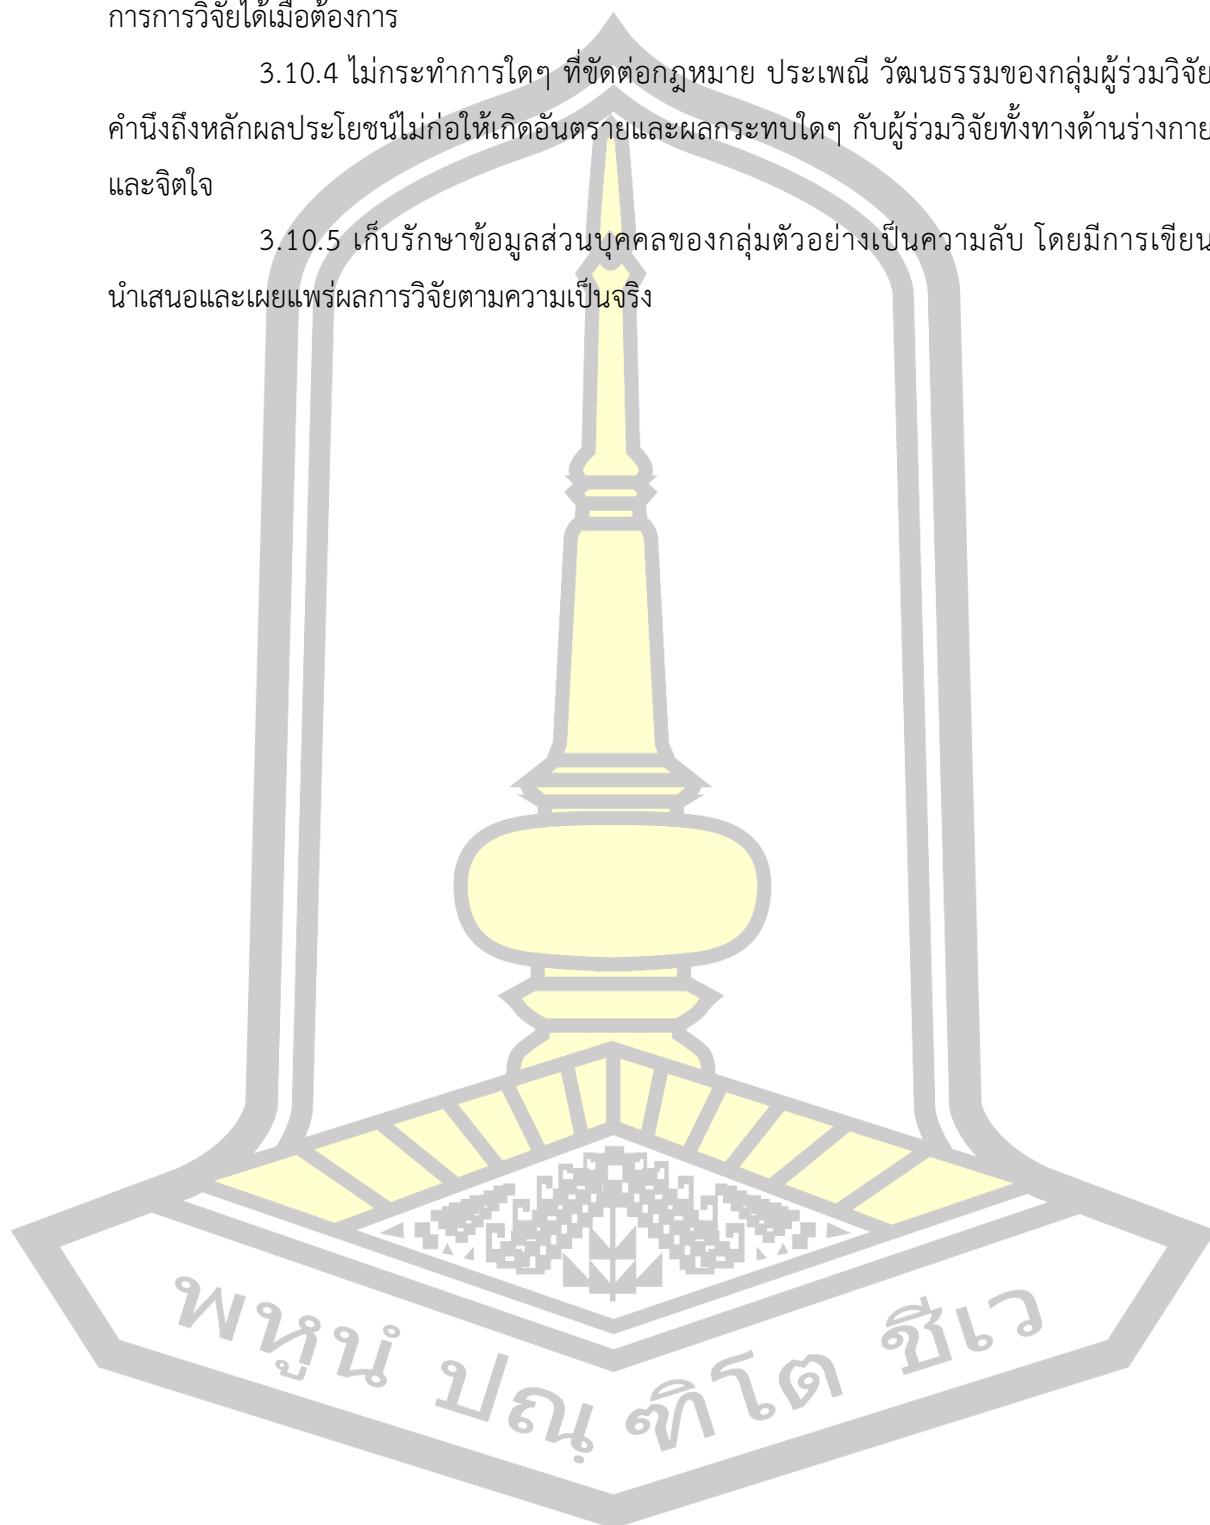 การการวิจัยได้เมื่อต้องการ
3.10.4 ไม่กระทำการใดๆ ที่ขัดต่อกฎหมาย ประเพณี วัฒนธรรมของกลุ่มผู้ร่วมวิจัย
คำนึงถึงหลักผลประโยชน์ไม่ก่อให้เกิดอันตรายและผลกระทบใดๆ กับผู้ร่วมวิจัยทั้งทางด้านร่างกาย
และจิตใจ
3.10.5 เก็บรักษาข้อมูลส่วนบุคคลของกลุ่มตัวอย่างเป็นความลับ โดยมีการเขียน
นำเสนอและเผยแพร่ผลการวิจัยตามความเป็นจริง
พหูนํ ปณฺ ฑิโต ชีเว